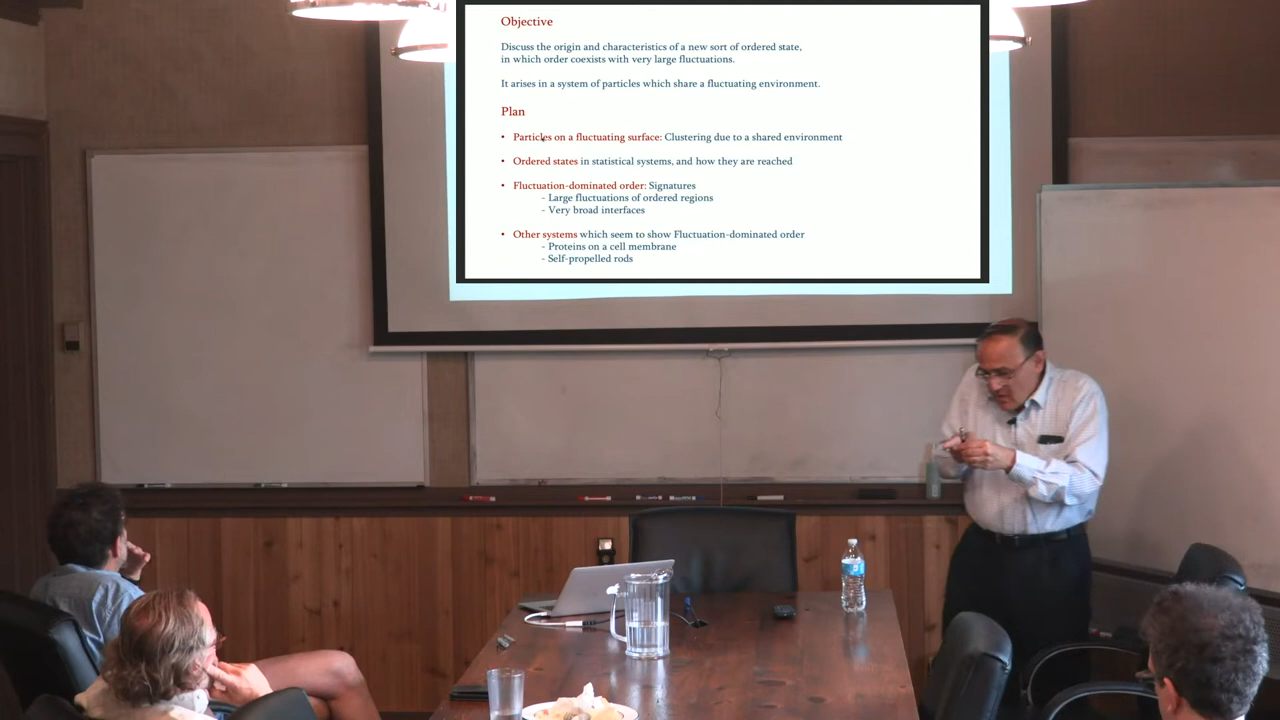 Objective
Discuss the origin and characteristics of a new sort of ordered state,
in which order coexists with very large fluctuations.
It arises in a system of particles which share a fluctuating environment.
Plan
• Particles on a fluctuating surface: Clustering due to a shared environment
• Ordered states in statistical systems, and how they are reached
• Fluctuation-dominated order: Signatures
- Large fluctuations of ordered regions
- Very broad interfaces
• Other systems which seem to show Fluctuation-dominated order
- Proteins on a cell membrane
- Self-propelled rods